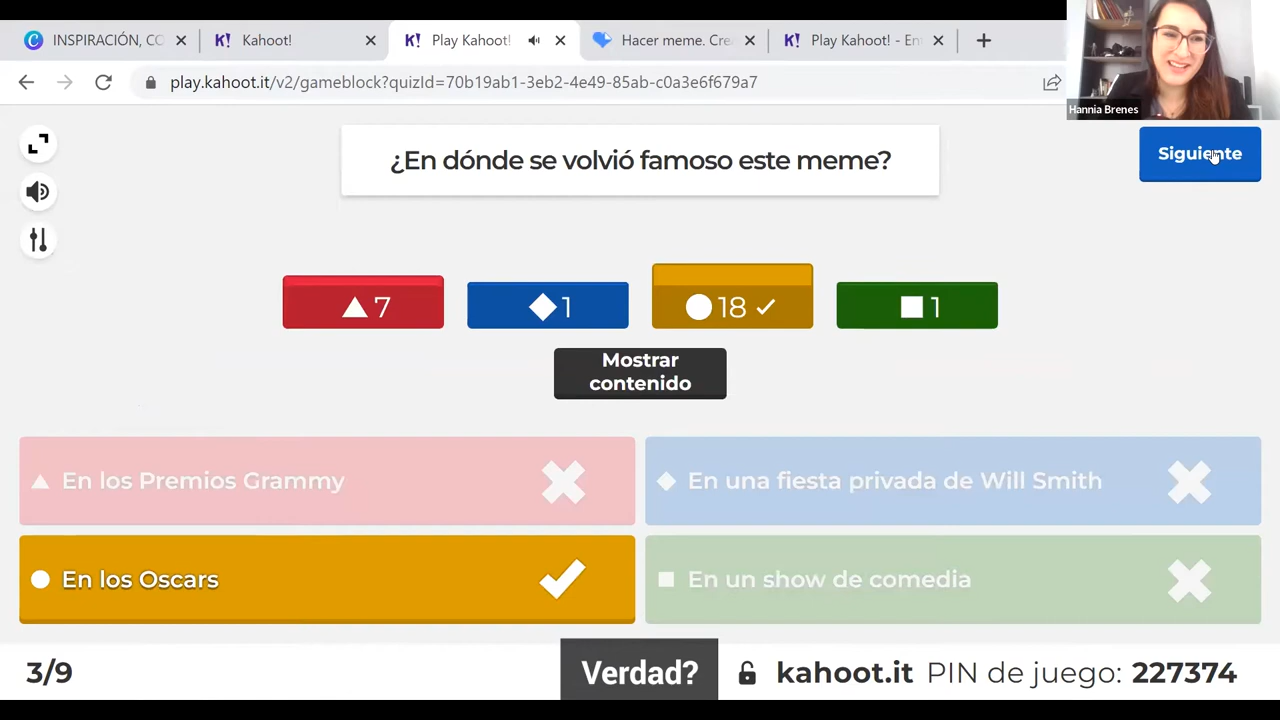 INSPIRACIÓN, CO
Kahoot!
Play Kahoot!
Hacer meme. Cre
Play Kahoot! - En
play.kahoot.it/v2/gameblock?quizId=70b19ab1-3eb2-4e49-85ab-c0a3e6f679a7
Hannia Brenes
¿En dónde se volvió famoso este meme?
Siguiente
7
1
18
1
Mostrar
contenido
En los Premios Grammy
En una fiesta privada de Will Smith
En los Oscars
En un show de comedia
3/9
Verdad?
kahoot.it PIN de juego: 227374